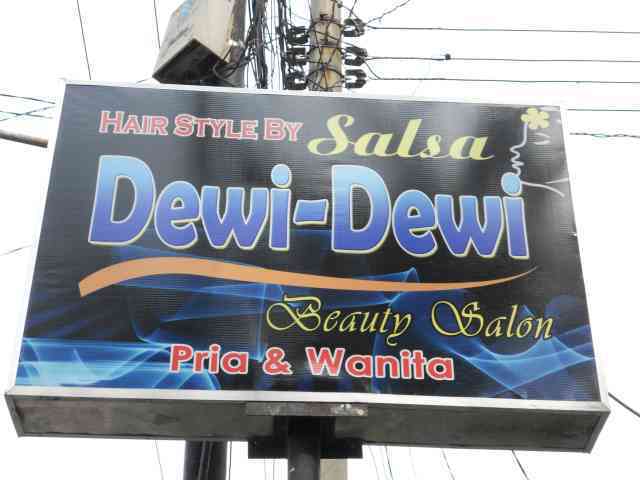 Hair Style By Salsa
Dewi-Dewi
Beauty Salon
Pria & Wanita